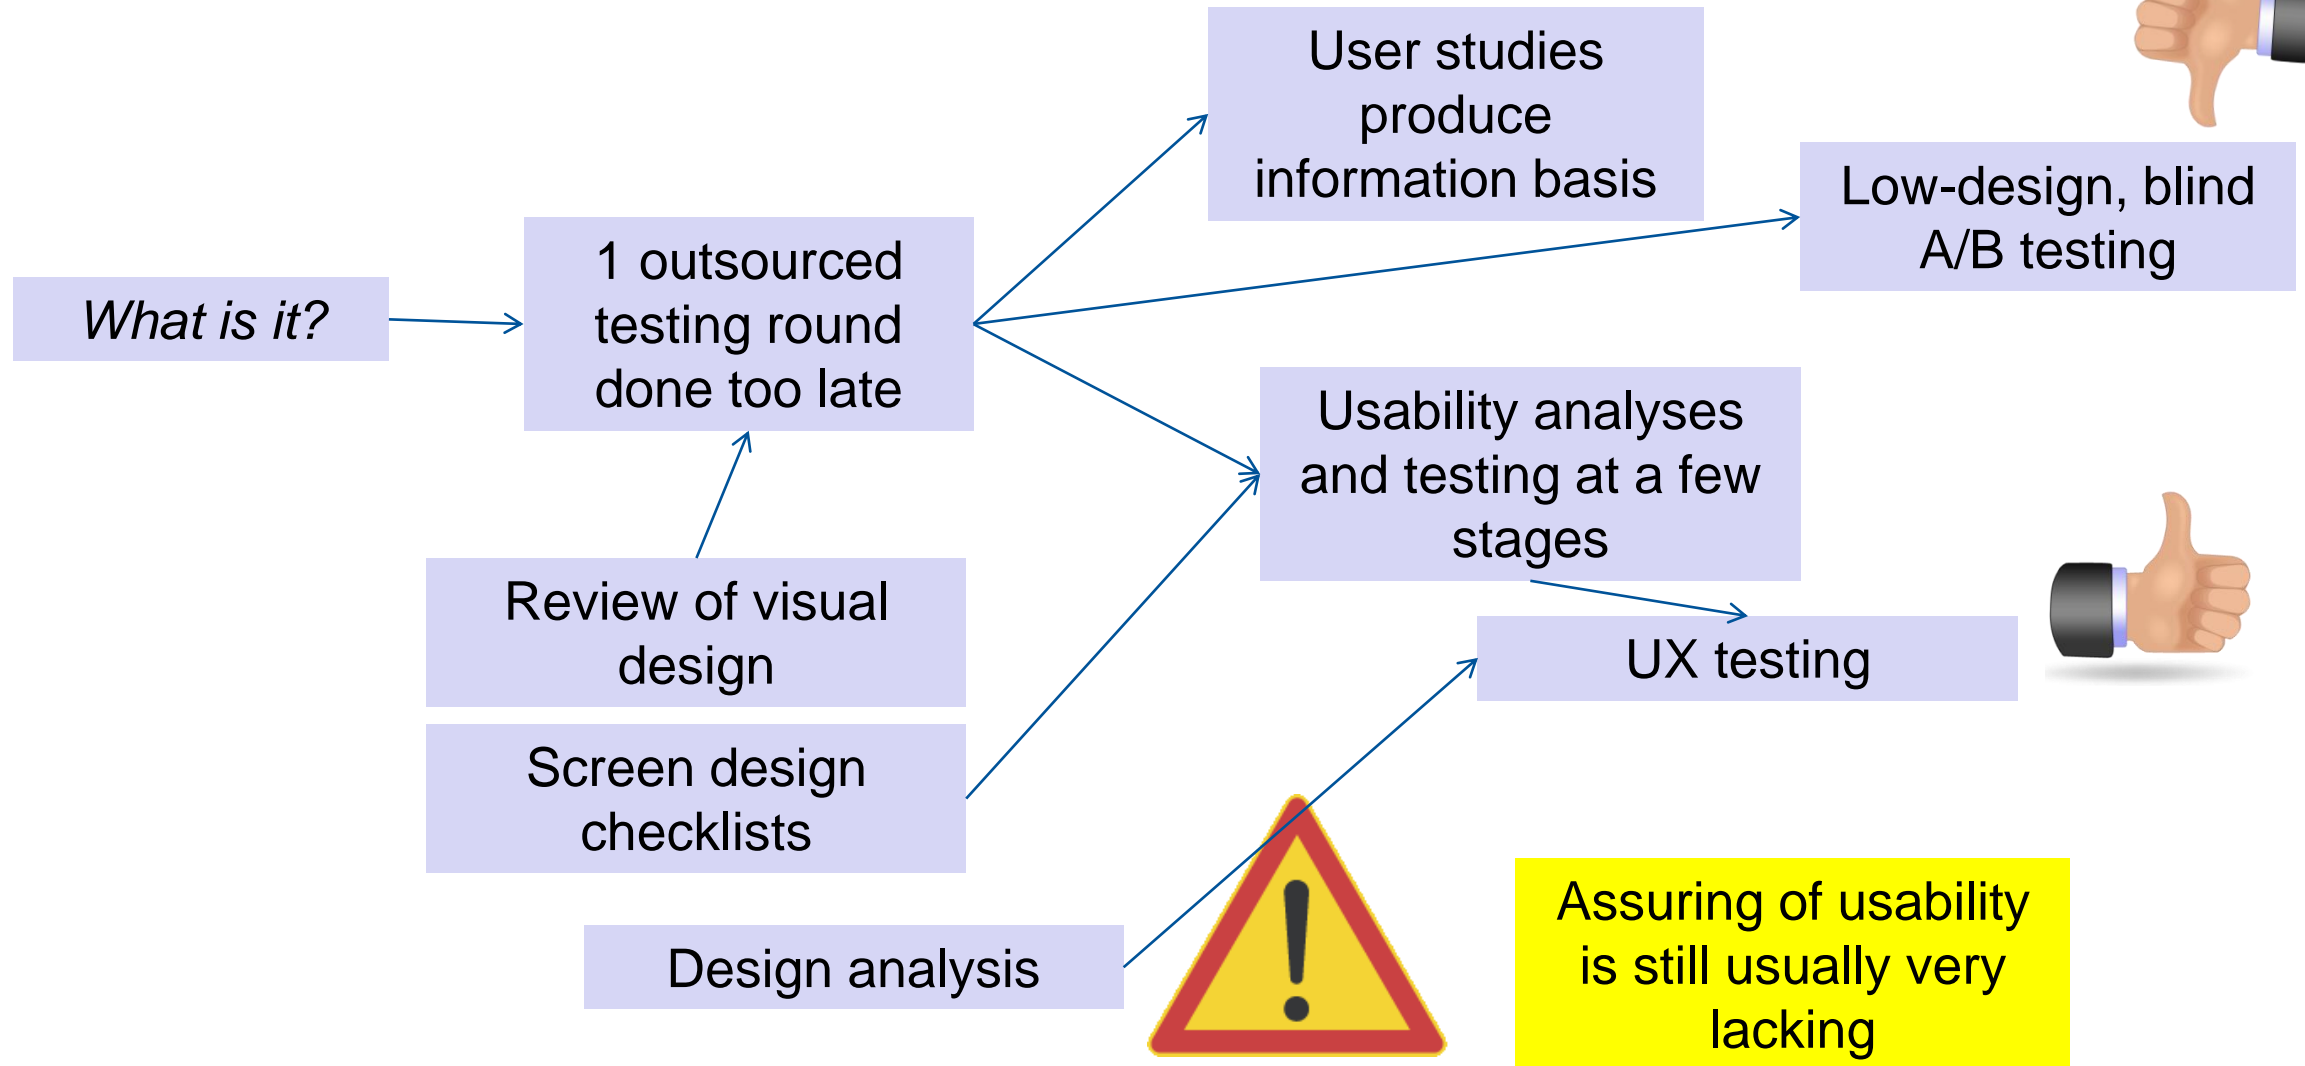 User studies
produce
information basis
Low-design, blind
A/B testing
1 outsourced
testing round
done too late
What is it?
Usability analyses
and testing at a few
stages
Review of visual
design
UX testing
Screen design
checklists
Assuring of usability
is still usually very
lacking
Design analysis